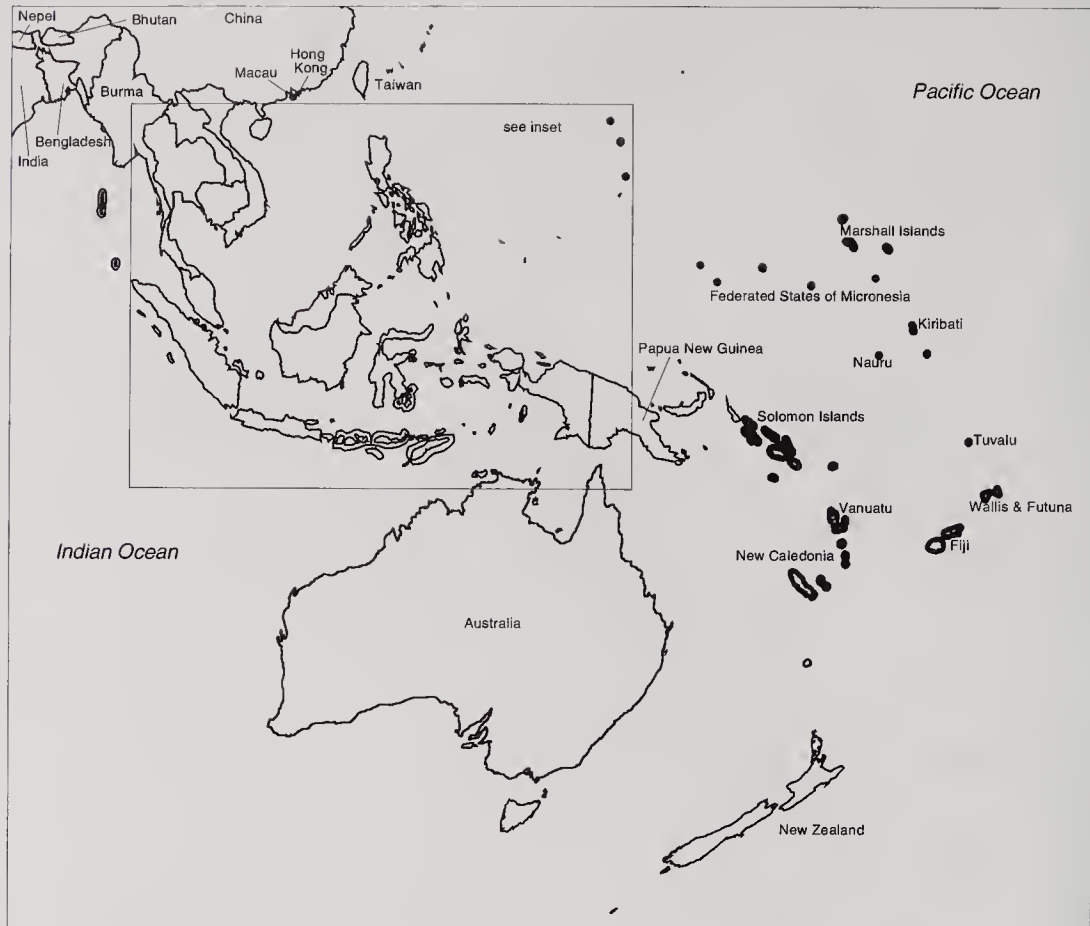 Nepel
Bhutan
China
Hong
Kong
Macau
Taiwan
Burma
Bengladesh
India
see inset
Pacific Ocean
Marshall Islands
Federated States of Micronesia
Kiribati
Nauru
Papua New Guinea
Solomon Islands
Tuvalu
Wallis & Futuna
Vanuatu
Fiji
New Caledonia
Indian Ocean
Australia
New Zealand